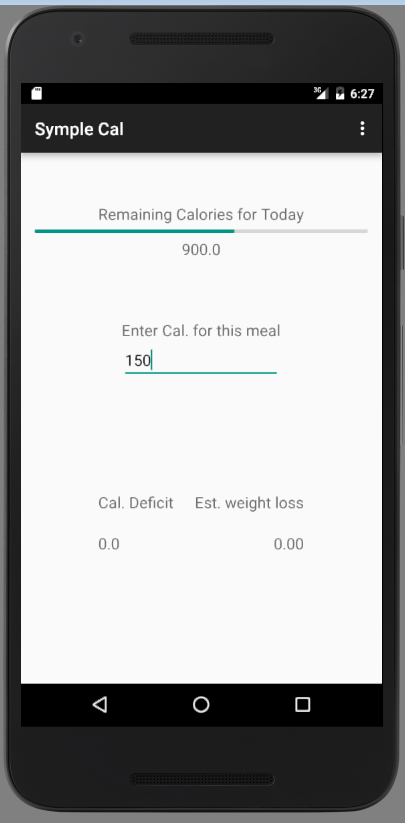 3G 6:27
Symple Cal
Remaining Calories for Today
900.0
Enter Cal. for this meal
150
Cal. Deficit Est. weight loss
0.0 0.00